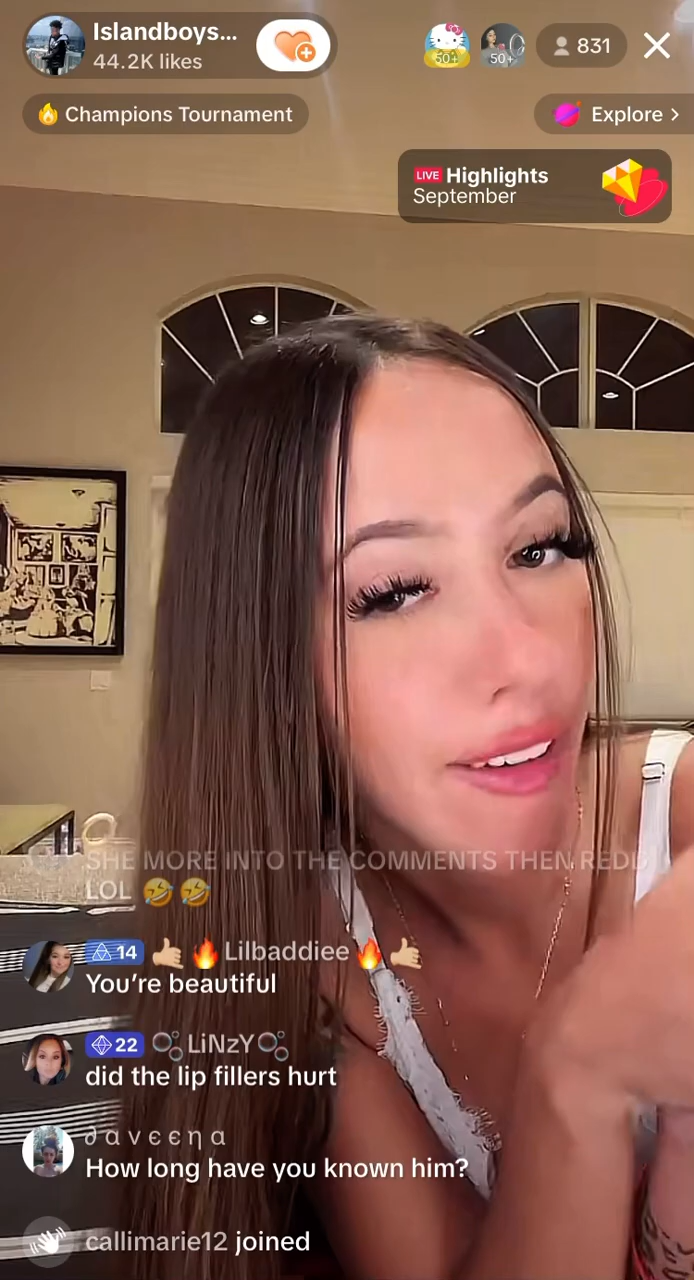 Islandboys...
44.2K likes
50+
50+
831
🔥 Champions Tournament
Explore >
LIVE Highlights
September
SHE MORE INTO THE COMMENTS THEN REDD
LOL 🤣 🤣
14 👍🏼 🔥 Lilbaddiee 🔥 👍🏼
You're beautiful
22 🫧 LiNzY 🫧
did the lip fillers hurt
∂ α ν є є η α
How long have you known him?
callimarie12 joined